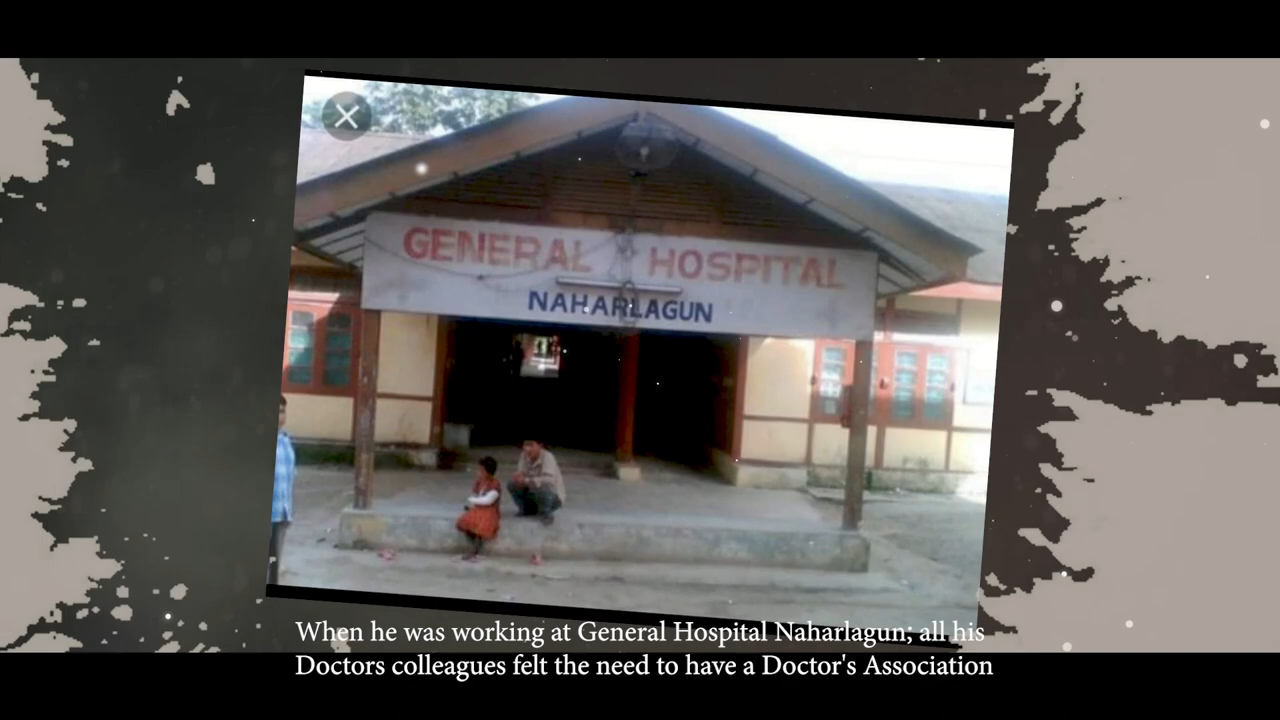 GENERAL HOSPITAL
NAHARLAGUN
When he was working at General Hospital Naharlagun; all his
Doctors colleagues felt the need to have a Doctor's Association